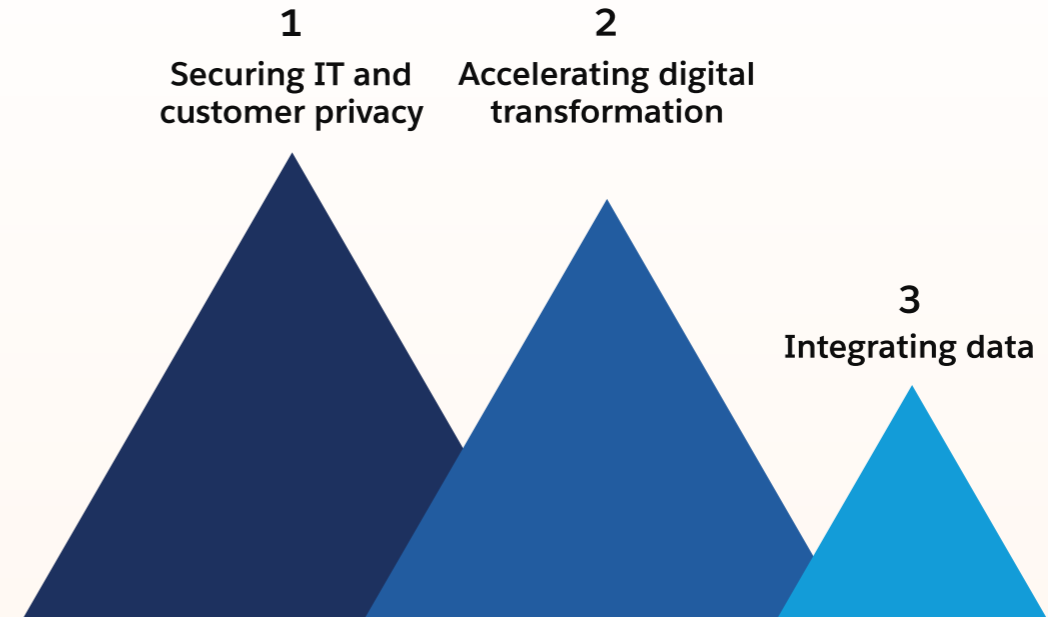 1
Securing IT and
customer privacy
2
Accelerating digital
transformation
3
Integrating data